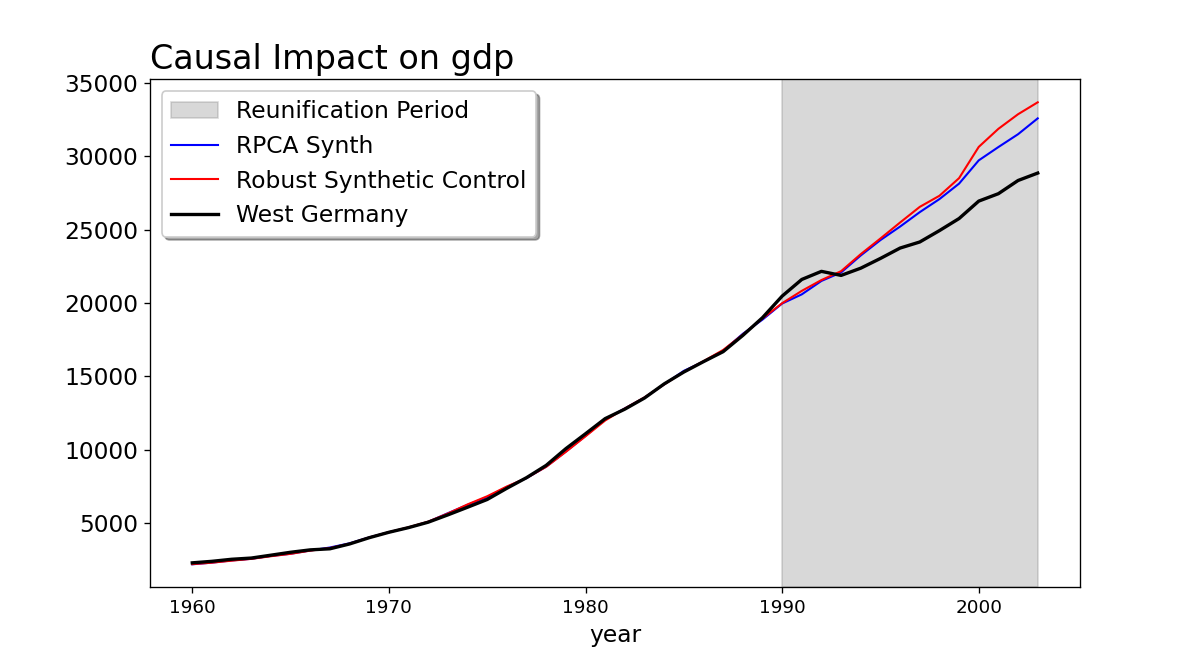 Causal Impact on gdp
35000
30000
25000
20000
15000
10000
5000
Reunification Period
RPCA Synth
Robust Synthetic Control
West Germany
1960 1970 1980 1990 2000
year